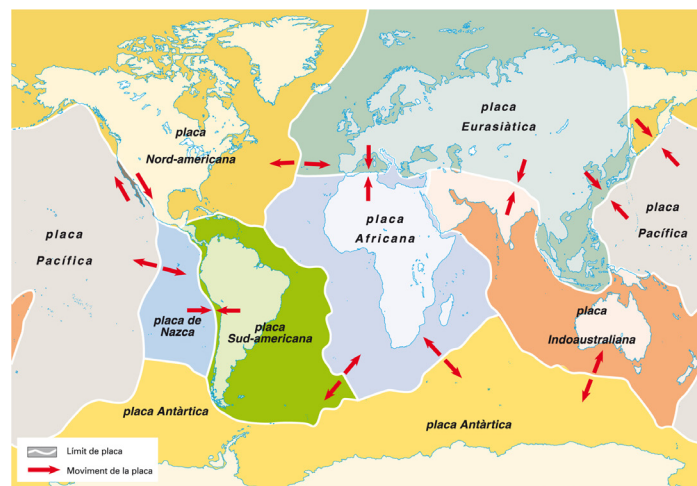 placa
Nord-americana
placa
Eurasiàtica
placa
Pacífica
placa
Africana
placa
Pacífica
placa de
Nazca
placa
Sud-americana
placa
Indoaustraliana
placa Antàrtica
placa Antàrtica
Límit de placa
Moviment de la placa